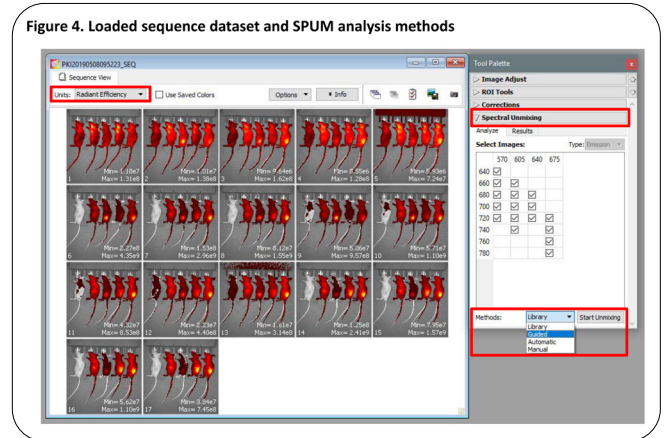 Figure 4. Loaded sequence dataset and SPUM analysis methods
PKI20190508095223_SEQ
Sequence View
Units: Radiant Efficiency
Use Saved Colors
Options
Info
1 Min= 1.18e7 Max= 1.31e8
2 Min= 1.01e7 Max= 1.38e8
3 Min= 9.64e6 Max= 1.62e8
4 Min= 8.55e6 Max= 1.28e8
5 Min= 5.93e6 Max= 7.24e7
6 Min= 2.27e8 Max= 4.35e9
7 Min= 1.53e8 Max= 2.96e9
8 Min= 8.12e7 Max= 1.55e9
9 Min= 5.06e7 Max= 9.57e8
10 Min= 5.71e7 Max= 1.10e9
11 Min= 4.32e7 Max= 8.53e8
12 Min= 2.23e7 Max= 4.40e8
13 Min= 1.61e7 Max= 3.14e8
14 Min= 1.25e8 Max= 2.41e9
15 Min= 7.95e7 Max= 1.57e9
16 Min= 5.62e7 Max= 1.10e9
17 Min= 3.84e7 Max= 7.45e8
Tool Palette
Image Adjust
ROI Tools
Corrections
Spectral Unmixing
Analyze Results
Select Images: Type: Emission
570 605 640 675
640
660
680
700
720
740
760
780
Methods: Library Start Unmixing
Library
Guided
Automatic
Manual